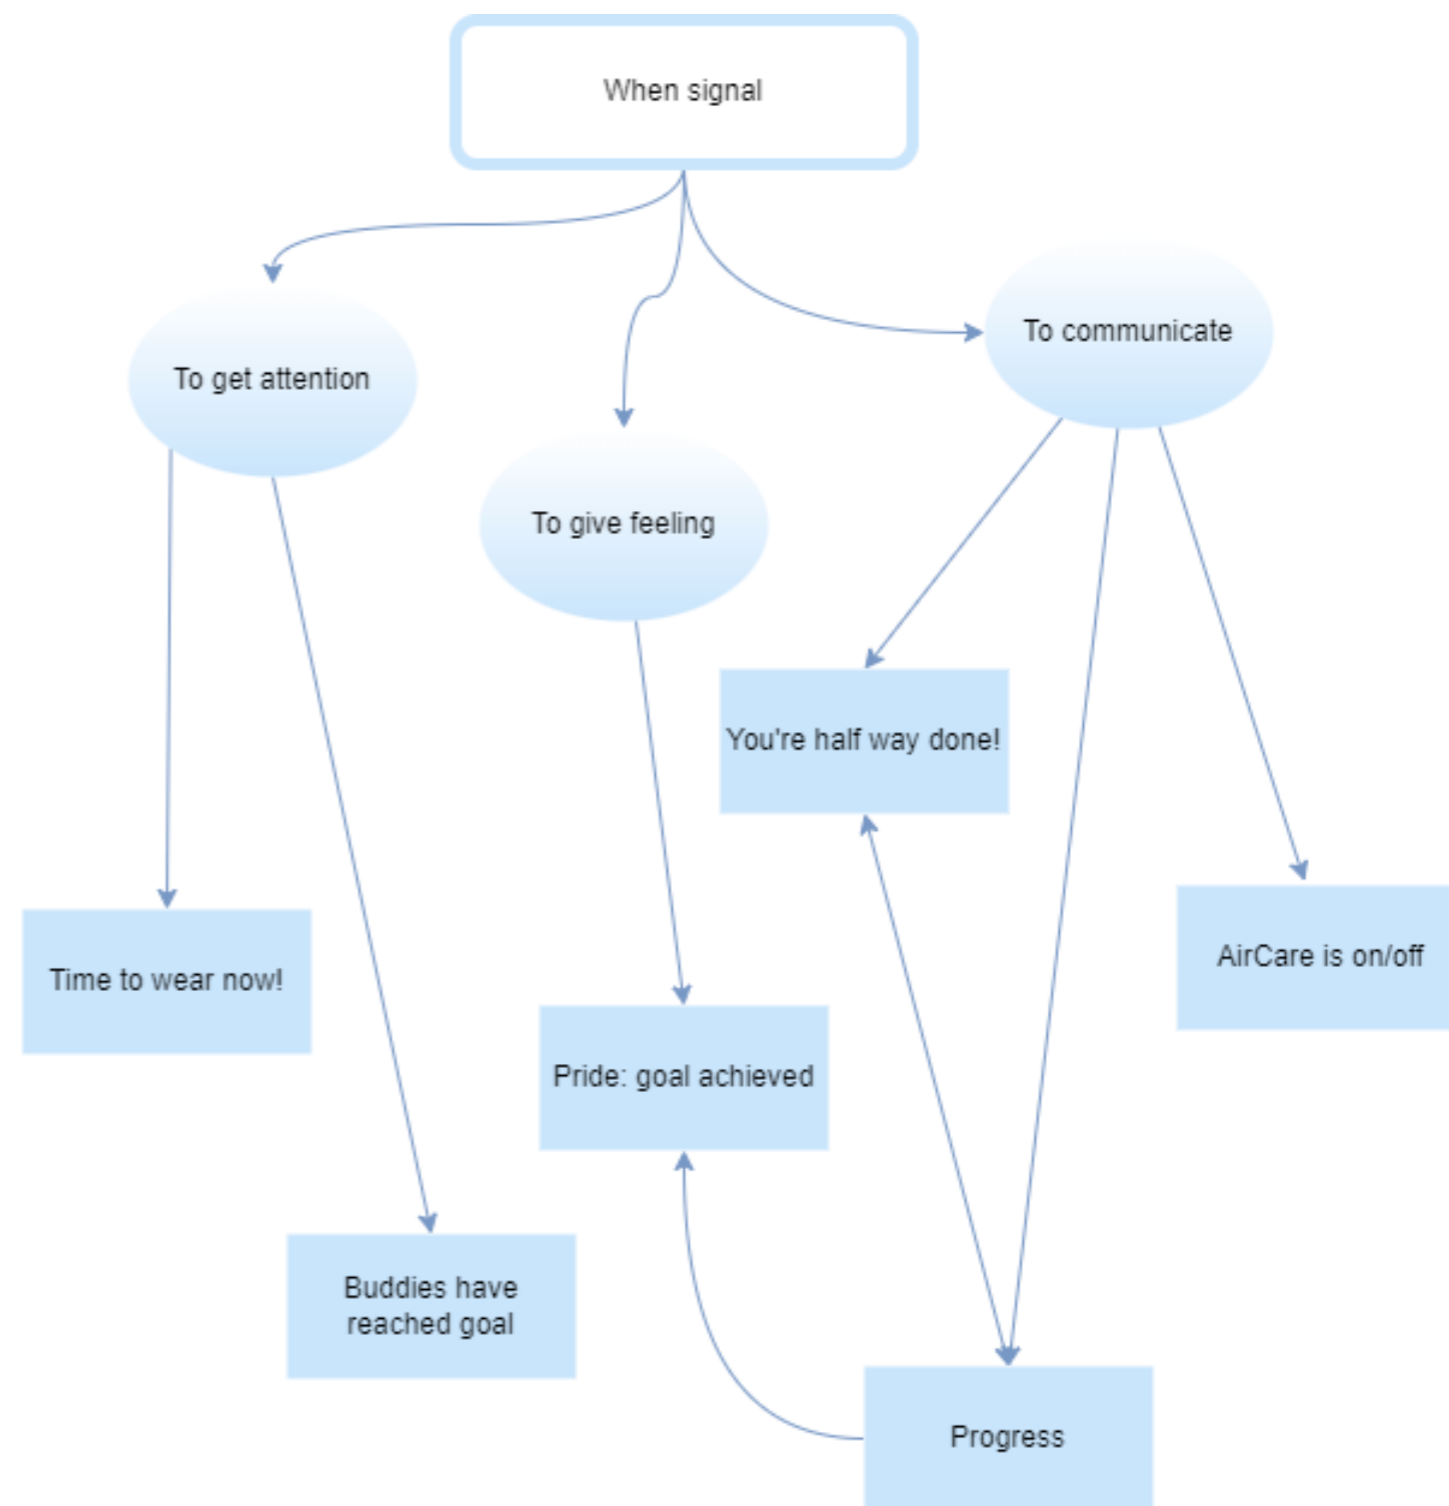 When signal
To communicate
To get attention
To give feeling
You're half way done!
AirCare is on/off
Time to wear now!
Pride: goal achieved
Buddies have
reached goal
Progress